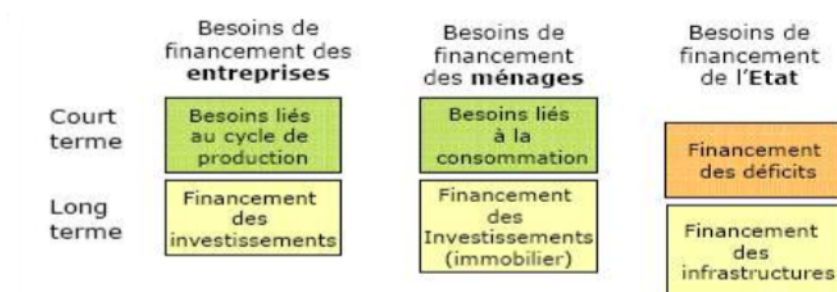 Besoins de
financement des
entreprises
Besoins de
financement
des ménages
Besoins de
financement
de l'Etat
Court
terme
Besoins liés
au cycle de
production
Besoins liés
à la
consommation
Financement
des déficits
Long
terme
Financement
des
investissements
Financement
des
Investissements
(immobilier)
Financement
des
infrastructures